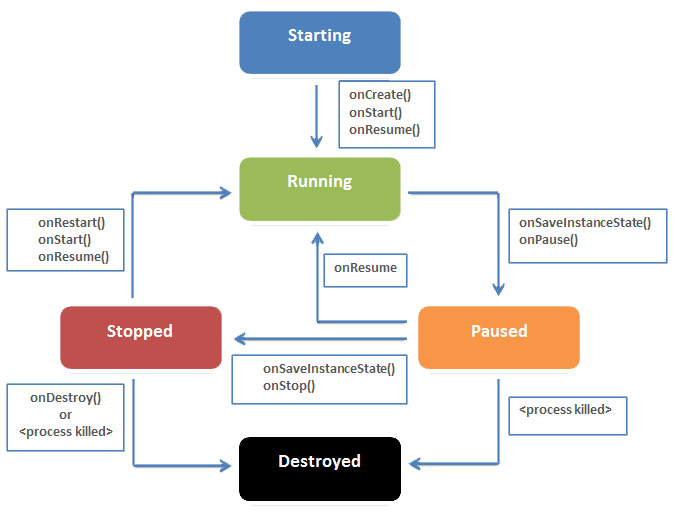 Starting
onCreate()
onStart()
onResume()
Running
onRestart()
onStart()
onResume()
onSaveInstanceState()
onPause()
onResume
Stopped
Paused
onSaveInstanceState()
onStop()
onDestroy()
or
<process killed>
<process killed>
Destroyed